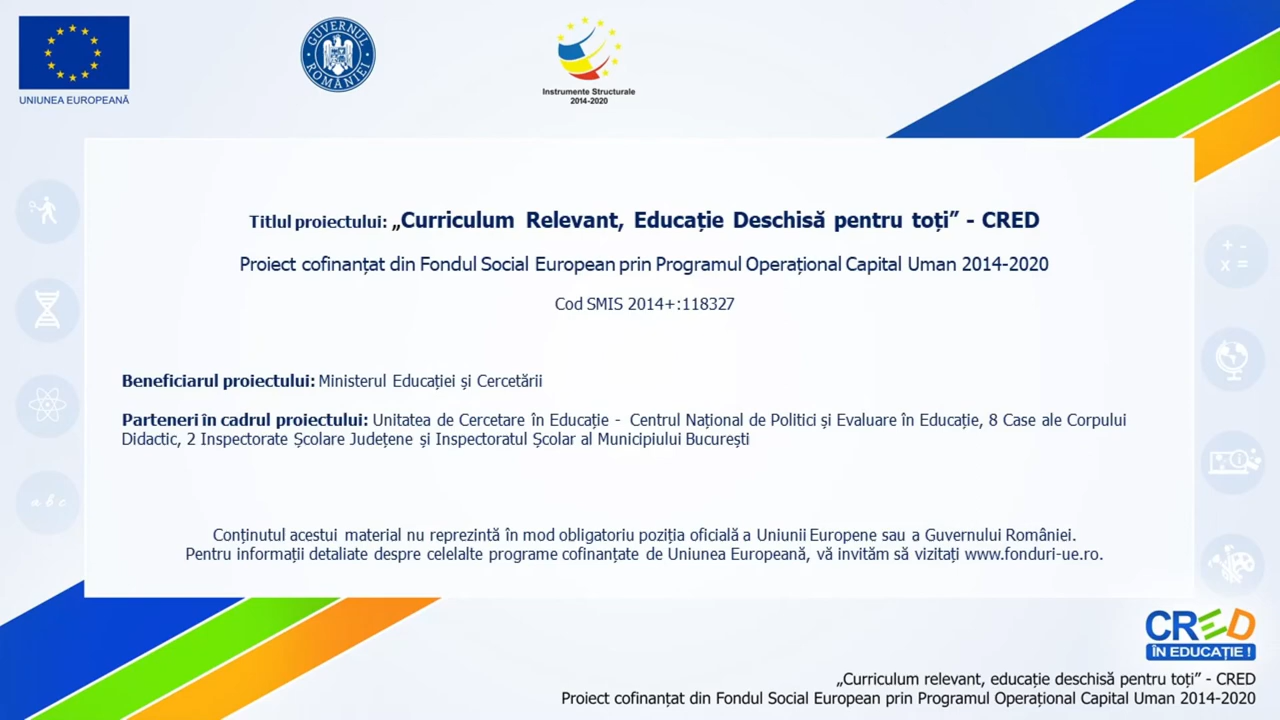 UNIUNEA EUROPEANĂ
GUVERNUL ROMÂNIEI
Instrumente Structurale
2014-2020
Titlul proiectului: „Curriculum Relevant, Educație Deschisă pentru toți” - CRED
Proiect cofinanțat din Fondul Social European prin Programul Operațional Capital Uman 2014-2020
Cod SMIS 2014+:118327
Beneficiarul proiectului: Ministerul Educației și Cercetării
Parteneri în cadrul proiectului: Unitatea de Cercetare în Educație - Centrul Național de Politici și Evaluare în Educație, 8 Case ale Corpului
Didactic, 2 Inspectorate Școlare Județene și Inspectoratul Școlar al Municipiului București
Conținutul acestui material nu reprezintă în mod obligatoriu poziția oficială a Uniunii Europene sau a Guvernului României.
Pentru informații detaliate despre celelalte programe cofinanțate de Uniunea Europeană, vă invităm să vizitați www.fonduri-ue.ro.
+ -
x =
a b c
CRED
ÎN EDUCAȚIE !
„Curriculum relevant, educație deschisă pentru toți” - CRED
Proiect cofinanțat din Fondul Social European prin Programul Operațional Capital Uman 2014-2020